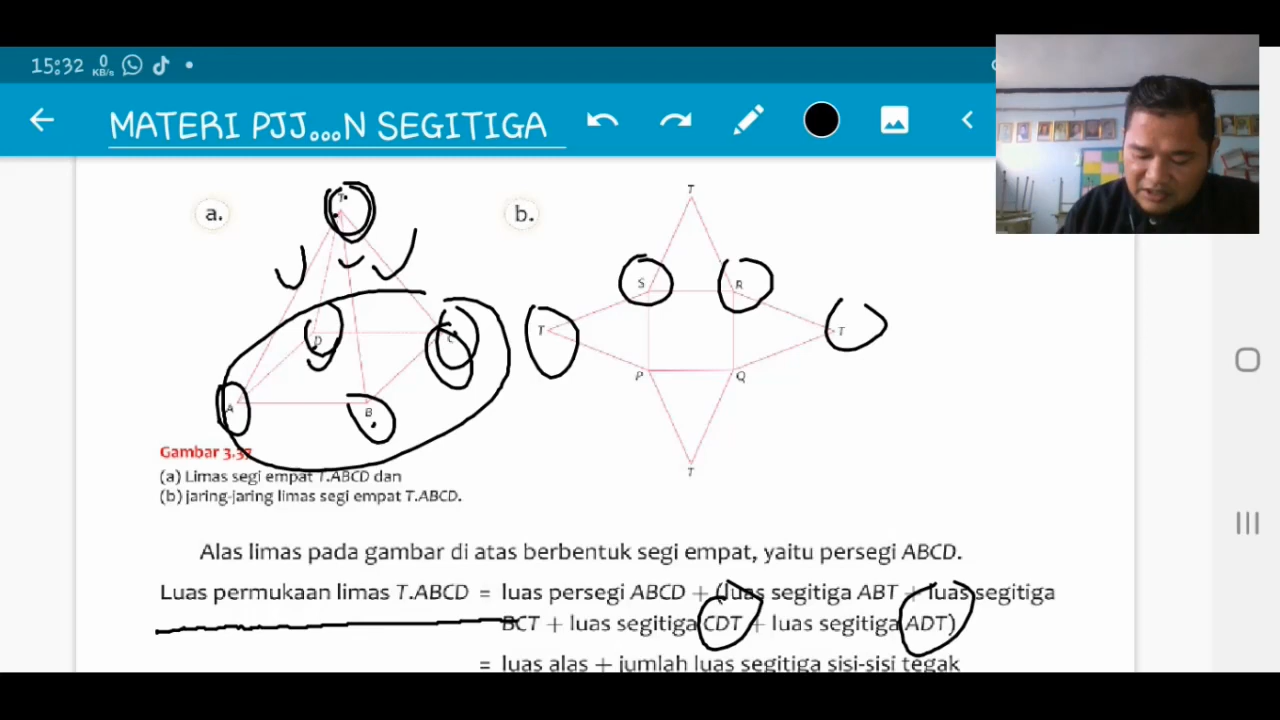 15:32 0 KB/s
MATERI PJJ...N SEGITIGA
a.
b.
T
T
S
R
D
C
T
T
P
Q
A
B
T
Gambar 3.37
(a) Limas segi empat T.ABCD dan
(b) jaring-jaring limas segi empat T.ABCD.
Alas limas pada gambar di atas berbentuk segi empat, yaitu persegi ABCD.
Luas permukaan limas T.ABCD = luas persegi ABCD + (luas segitiga ABT + luas segitiga
BCT + luas segitiga CDT + luas segitiga ADT)
= luas alas + jumlah luas segitiga sisi-sisi tegak